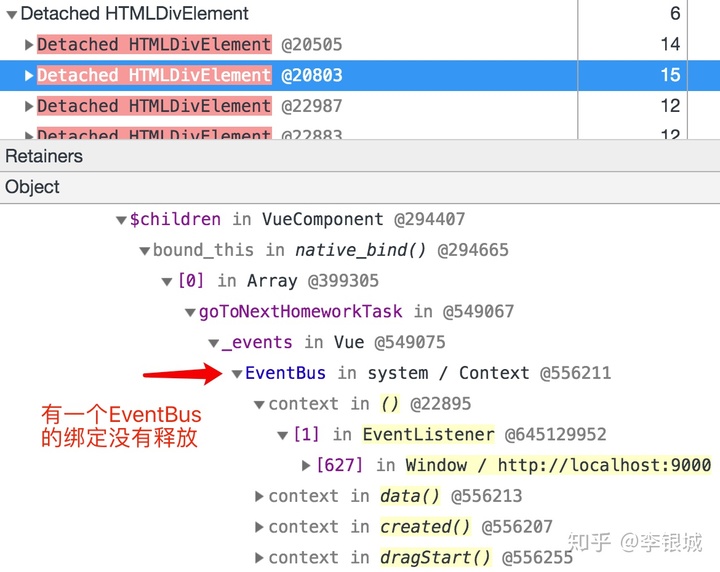 Detached HTMLDivElement 6
Detached HTMLDivElement @20505 14
Detached HTMLDivElement @20803 15
Detached HTMLDivElement @22987 12
Detached HTMLDivElement @22883 12
Retainers
Object
$children in VueComponent @294407
bound_this in native_bind() @294665
[0] in Array @399305
goToNextHomeworkTask in @549067
_events in Vue @549075
EventBus in system / Context @556211
有一个EventBus
的绑定没有释放
context in () @22895
[1] in EventListener @645129952
[627] in Window / http://localhost:9000
context in data() @556213
context in created() @556207
context in dragStart() @556255
知乎 @李银城